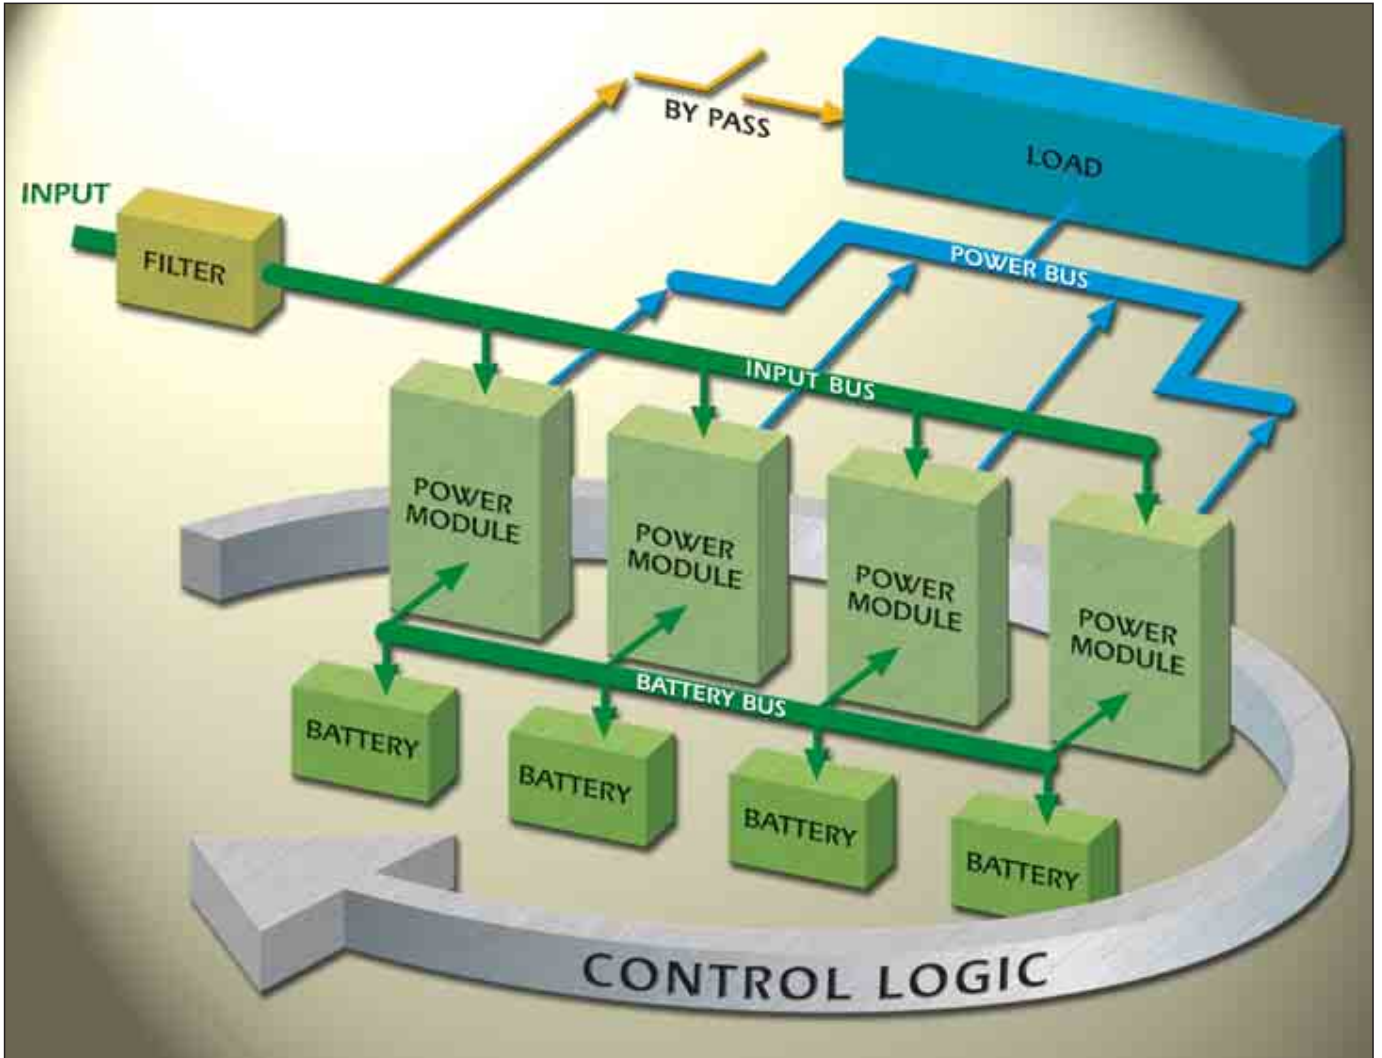 BY PASS
LOAD
INPUT
FILTER
POWER BUS
INPUT BUS
POWER
MODULE
POWER
MODULE
POWER
MODULE
POWER
MODULE
BATTERY BUS
BATTERY
BATTERY
BATTERY
BATTERY
CONTROL LOGIC